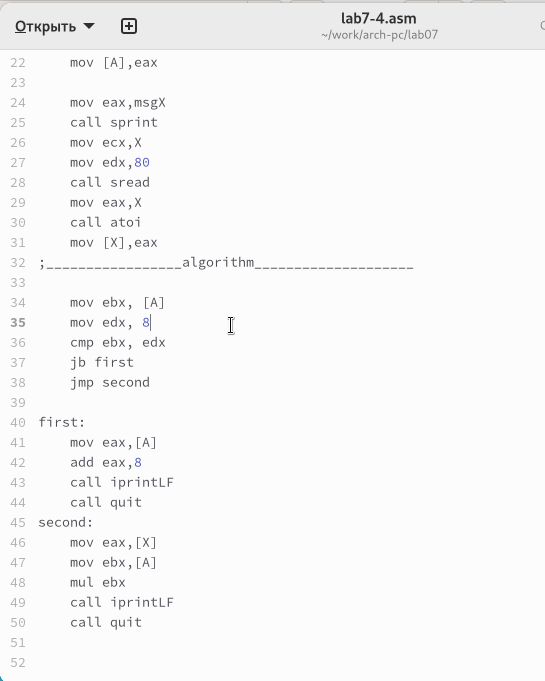 Открыть
lab7-4.asm
~/work/arch-pc/lab07
22 mov [A],eax
23
24 mov eax,msgX
25 call sprint
26 mov ecx,X
27 mov edx,80
28 call sread
29 mov eax,X
30 call atoi
31 mov [X],eax
32 ;_________________algorithm____________________
33
34 mov ebx, [A]
35 mov edx, 8
36 cmp ebx, edx
37 jb first
38 jmp second
39
40 first:
41 mov eax,[A]
42 add eax,8
43 call iprintLF
44 call quit
45 second:
46 mov eax,[X]
47 mov ebx,[A]
48 mul ebx
49 call iprintLF
50 call quit
51
52